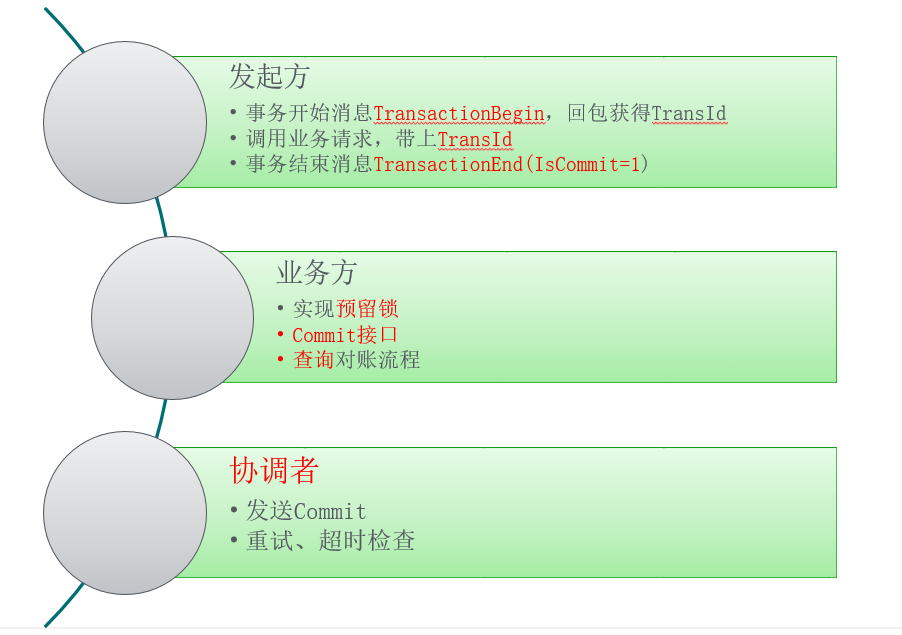 发起方
• 事务开始消息TransactionBegin，回包获得TransId
• 调用业务请求，带上TransId
• 事务结束消息TransactionEnd(IsCommit=1)
业务方
• 实现预留锁
• Commit接口
• 查询对账流程
协调者
• 发送Commit
• 重试、超时检查